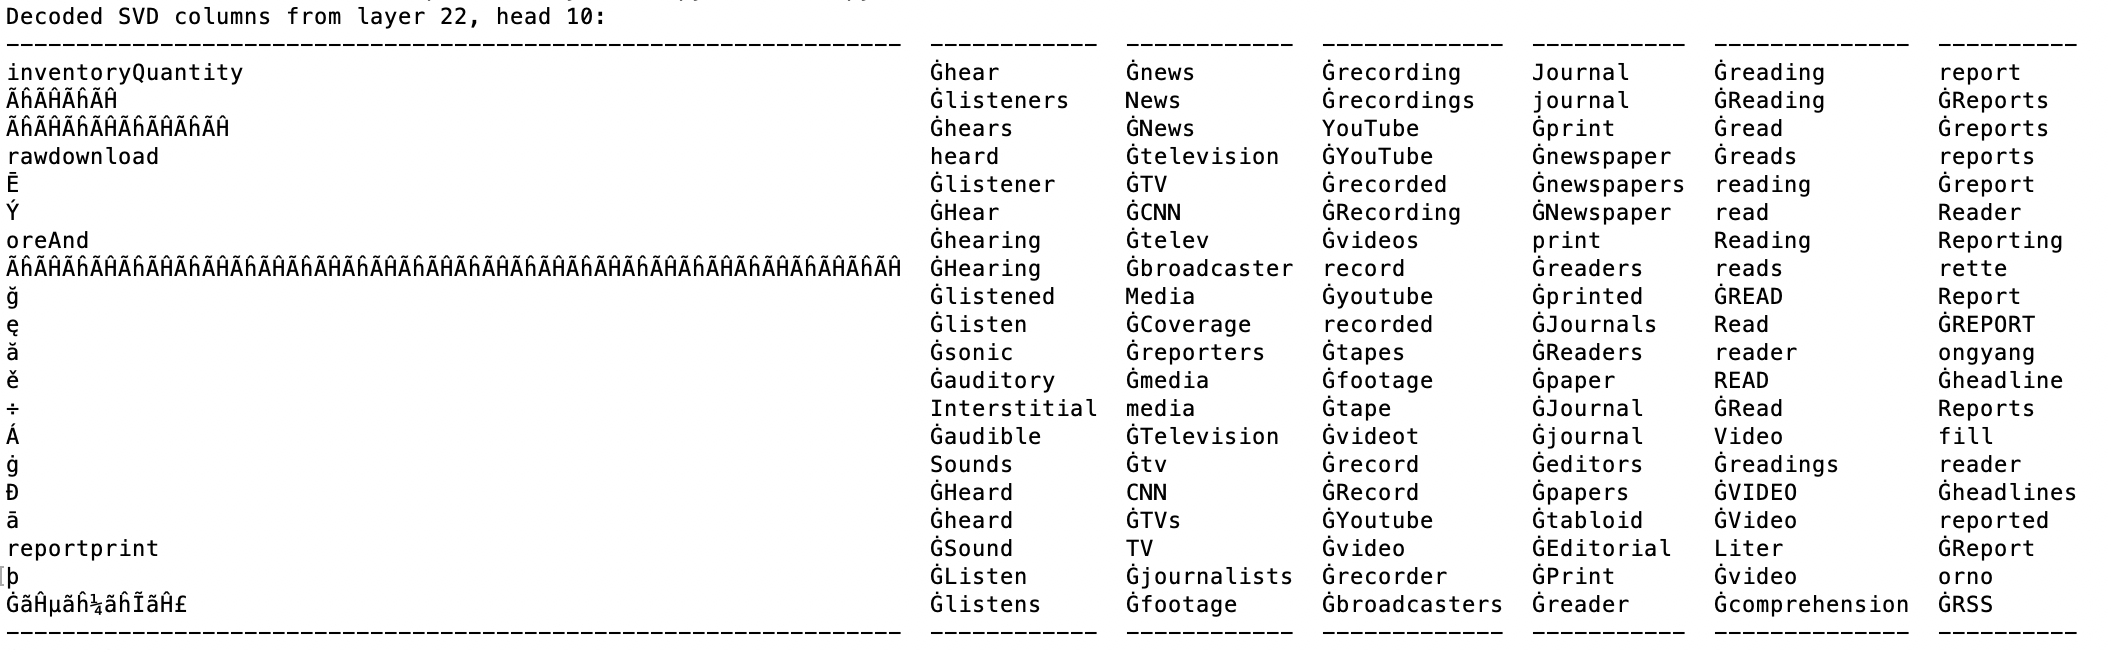 Decoded SVD columns from layer 22, head 10:
---------------------------------------------------------------- ------------ ------------ ------------- ----------- -------------- ----------
inventoryQuantity Ġhear Ġnews Ġrecording Journal Ġreading report
ÃĥÃĤÃĥÃĤ Ġlisteners News Ġrecordings journal ĠReading ĠReports
ÃĥÃĤÃĥÃĤÃĥÃĤÃĥÃĤ Ġhears ĠNews YouTube Ġprint Ġread Ġreports
rawdownload heard Ġtelevision ĠYouTube Ġnewspaper Ġreads reports
Ē Ġlistener ĠTV Ġrecorded Ġnewspapers reading Ġreport
Ý ĠHear ĠCNN ĠRecording ĠNewspaper read Reader
oreAnd Ġhearing Ġtelev Ġvideos print Reading Reporting
ÃĥÃĤÃĥÃĤÃĥÃĤÃĥÃĤÃĥÃĤÃĥÃĤÃĥÃĤÃĥÃĤÃĥÃĤÃĥÃĤÃĥÃĤÃĥÃĤÃĥÃĤÃĥÃĤÃĥÃĤÃĥÃĤ ĠHearing Ġbroadcaster record Ġreaders reads rette
ğ Ġlistened Media Ġyoutube Ġprinted ĠREAD Report
ę Ġlisten ĠCoverage recorded ĠJournals Read ĠREPORT
ă Ġsonic Ġreporters Ġtapes ĠReaders reader ongyang
ě Ġauditory Ġmedia Ġfootage Ġpaper READ Ġheadline
÷ Interstitial media Ġtape ĠJournal ĠRead Reports
Á Ġaudible ĠTelevision Ġvideot Ġjournal Video fill
ġ Sounds Ġtv Ġrecord Ġeditors Ġreadings reader
Đ ĠHeard CNN ĠRecord Ġpapers ĠVIDEO Ġheadlines
ā Ġheard ĠTVs ĠYoutube Ġtabloid ĠVideo reported
reportprint ĠSound TV Ġvideo ĠEditorial Liter ĠReport
þ ĠListen Ġjournalists Ġrecorder ĠPrint Ġvideo orno
ĠãĤµãĥ¼ãĥĨãĤ£ Ġlistens Ġfootage Ġbroadcasters Ġreader Ġcomprehension ĠRSS
---------------------------------------------------------------- ------------ ------------ ------------- ----------- -------------- ----------